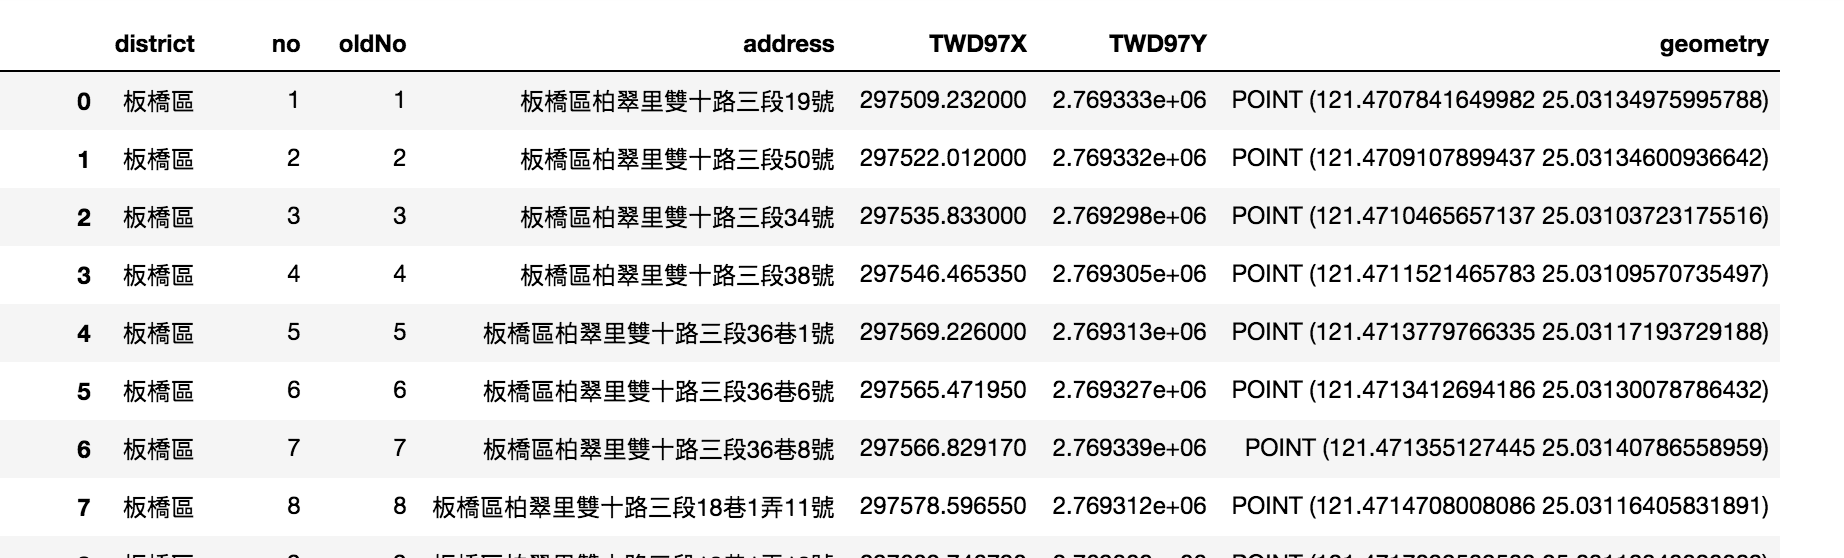 district no oldNo address TWD97X TWD97Y geometry
0 板橋區 1 1 板橋區柏翠里雙十路三段19號 297509.232000 2.769333e+06 POINT (121.4707841649982 25.03134975995788)
1 板橋區 2 2 板橋區柏翠里雙十路三段50號 297522.012000 2.769332e+06 POINT (121.4709107899437 25.03134600936642)
2 板橋區 3 3 板橋區柏翠里雙十路三段34號 297535.833000 2.769298e+06 POINT (121.4710465657137 25.03103723175516)
3 板橋區 4 4 板橋區柏翠里雙十路三段38號 297546.465350 2.769305e+06 POINT (121.4711521465783 25.03109570735497)
4 板橋區 5 5 板橋區柏翠里雙十路三段36巷1號 297569.226000 2.769313e+06 POINT (121.4713779766335 25.03117193729188)
5 板橋區 6 6 板橋區柏翠里雙十路三段36巷6號 297565.471950 2.769327e+06 POINT (121.4713412694186 25.03130078786432)
6 板橋區 7 7 板橋區柏翠里雙十路三段36巷8號 297566.829170 2.769339e+06 POINT (121.471355127445 25.03140786558959)
7 板橋區 8 8 板橋區柏翠里雙十路三段18巷1弄11號 297578.596550 2.769312e+06 POINT (121.4714708008086 25.03116405831891)